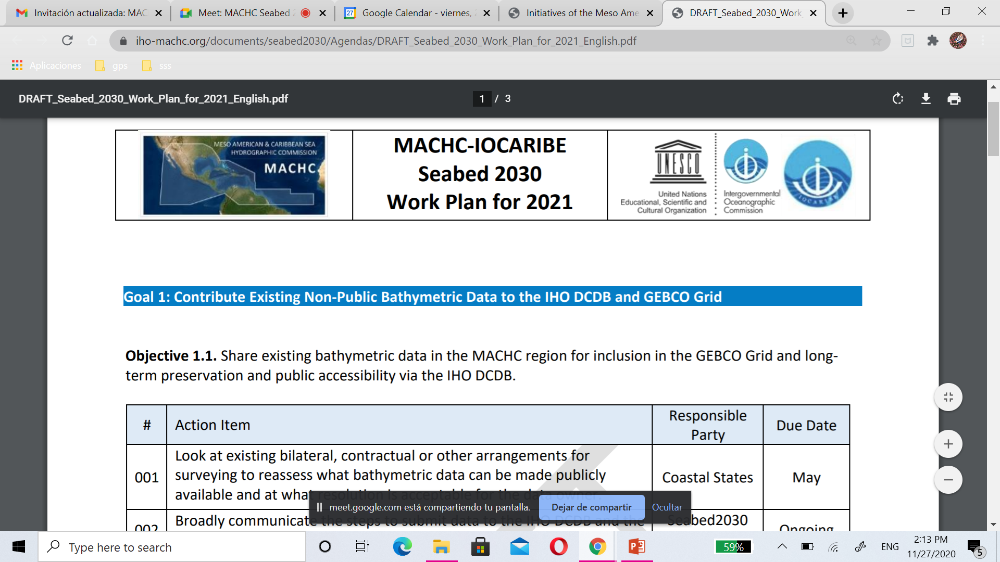 Invitación actualizada: MAC
Meet: MACHC Seabed 2
27
Google Calendar - viernes, 2
Initiatives of the Meso Ame
DRAFT_Seabed_2030_Work
iho-machc.org/documents/seabed2030/Agendas/DRAFT_Seabed_2030_Work_Plan_for_2021_English.pdf
Aplicaciones
gps
sss
DRAFT_Seabed_2030_Work_Plan_for_2021_English.pdf
1 / 3
MESO AMERICAN & CARIBBEAN SEA
HYDROGRAPHIC COMMISSION
MACHC
MACHC-IOCARIBE
Seabed 2030
Work Plan for 2021
UNESCO
United Nations
Educational, Scientific and
Cultural Organization
Intergovernmental
Oceanographic
Commission
IOCARIBE
Goal 1: Contribute Existing Non-Public Bathymetric Data to the IHO DCDB and GEBCO Grid
Objective 1.1. Share existing bathymetric data in the MACHC region for inclusion in the GEBCO Grid and long-
term preservation and public accessibility via the IHO DCDB.
# Action Item Responsible Party Due Date
001
Look at existing bilateral, contractual or other arrangements for
surveying to reassess what bathymetric data can be made publicly
available and at what resolution is acceptable for the data owner.
Coastal States
May
002
Broadly communicate the steps to submit data to the IHO DCDB and the
Seabed2030
Ongoing
meet.google.com está compartiendo tu pantalla.
Dejar de compartir
Ocultar
Type here to search
59%
ENG
2:13 PM
11/27/2020
5